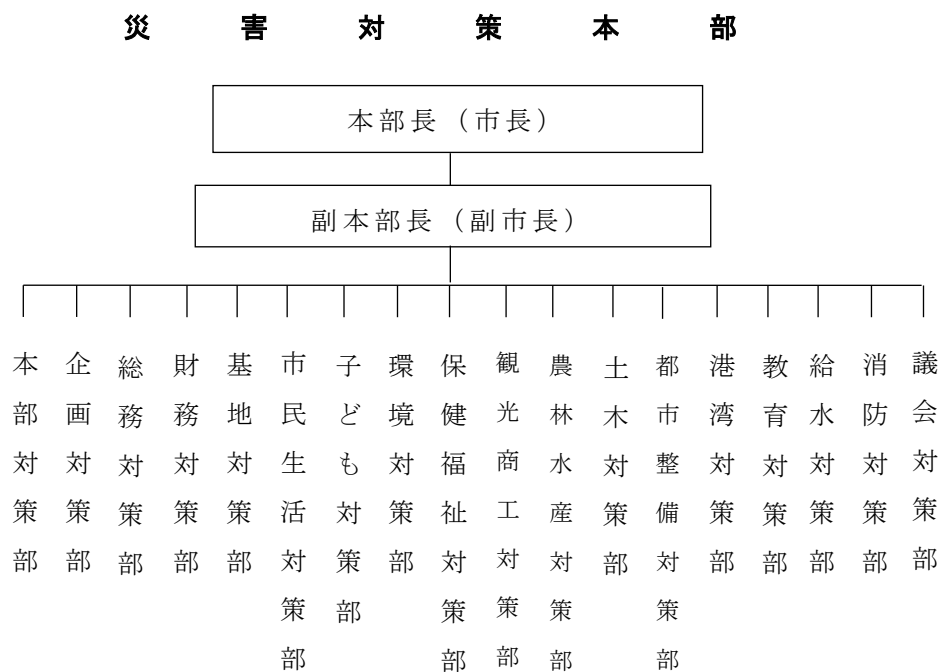 災害対策本部
本部長（市長）
副本部長（副市長）
本部対策部
企画対策部
総務対策部
財務対策部
基地対策部
市民生活対策部
子ども対策部
環境対策部
保健福祉対策部
観光商工対策部
農林水産対策部
土木対策部
都市整備対策部
港湾対策部
教育対策部
給水対策部
消防対策部
議会対策部